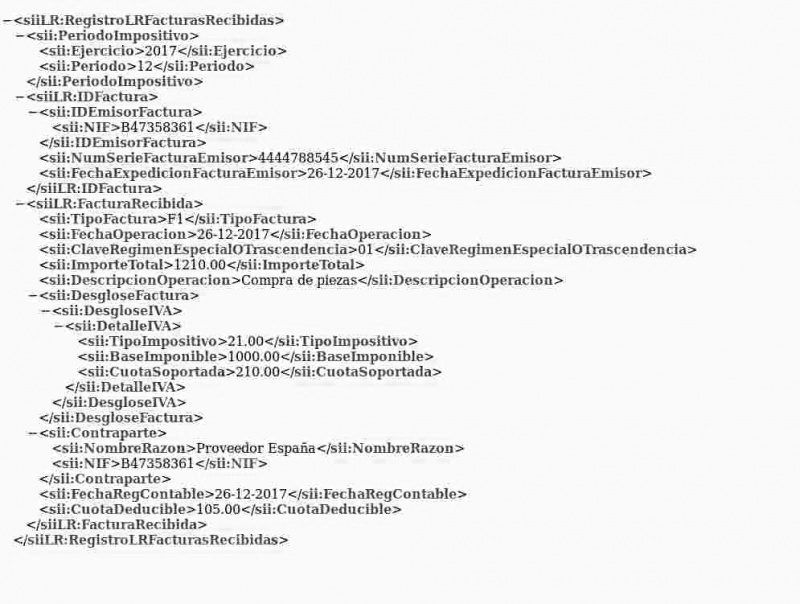 −<siiLR:RegistroLRFacturasRecibidas>
−<sii:PeriodoImpositivo>
<sii:Ejercicio>2017</sii:Ejercicio>
<sii:Periodo>12</sii:Periodo>
</sii:PeriodoImpositivo>
−<siiLR:IDFactura>
−<sii:IDEmisorFactura>
<sii:NIF>B47358361</sii:NIF>
</sii:IDEmisorFactura>
<sii:NumSerieFacturaEmisor>4444788545</sii:NumSerieFacturaEmisor>
<sii:FechaExpedicionFacturaEmisor>26-12-2017</sii:FechaExpedicionFacturaEmisor>
</siiLR:IDFactura>
−<siiLR:FacturaRecibida>
<sii:TipoFactura>F1</sii:TipoFactura>
<sii:FechaOperacion>26-12-2017</sii:FechaOperacion>
<sii:ClaveRegimenEspecialOTrascendencia>01</sii:ClaveRegimenEspecialOTrascendencia>
<sii:ImporteTotal>1210.00</sii:ImporteTotal>
<sii:DescripcionOperacion>Compra de piezas</sii:DescripcionOperacion>
−<sii:DesgloseFactura>
−<sii:DesgloseIVA>
−<sii:DetalleIVA>
<sii:TipoImpositivo>21.00</sii:TipoImpositivo>
<sii:BaseImponible>1000.00</sii:BaseImponible>
<sii:CuotaSoportada>210.00</sii:CuotaSoportada>
</sii:DetalleIVA>
</sii:DesgloseIVA>
</sii:DesgloseFactura>
−<sii:Contraparte>
<sii:NombreRazon>Proveedor España</sii:NombreRazon>
<sii:NIF>B47358361</sii:NIF>
</sii:Contraparte>
<sii:FechaRegContable>26-12-2017</sii:FechaRegContable>
<sii:CuotaDeducible>105.00</sii:CuotaDeducible>
</siiLR:FacturaRecibida>
</siiLR:RegistroLRFacturasRecibidas>